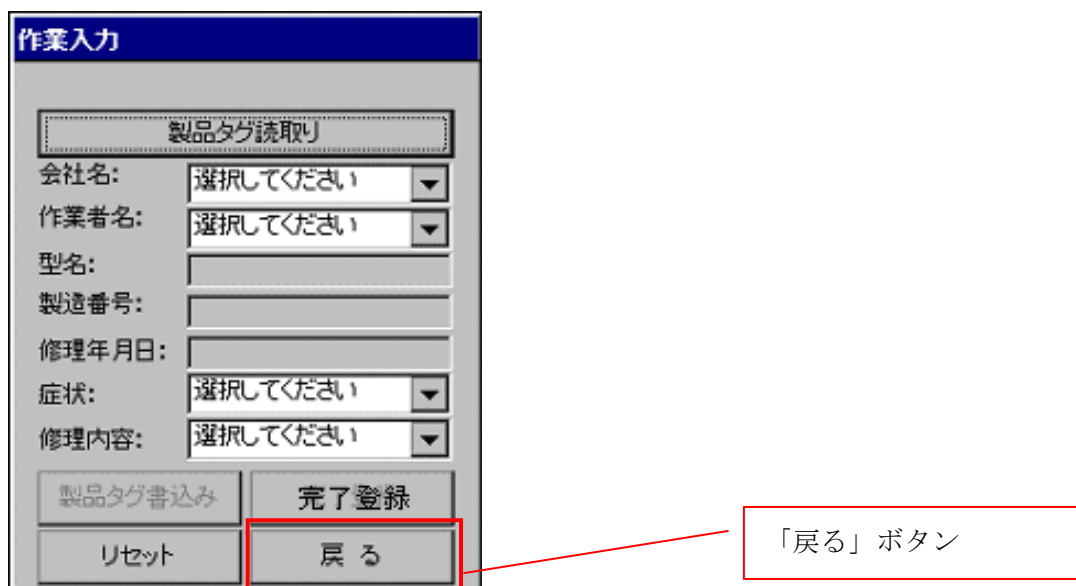 作業入力
製品タグ読取り
会社名: 選択してください
作業者名: 選択してください
型名:
製造番号:
修理年月日:
症状: 選択してください
修理内容: 選択してください
製品タグ書込み 完了登録
リセット 戻る
「戻る」ボタン